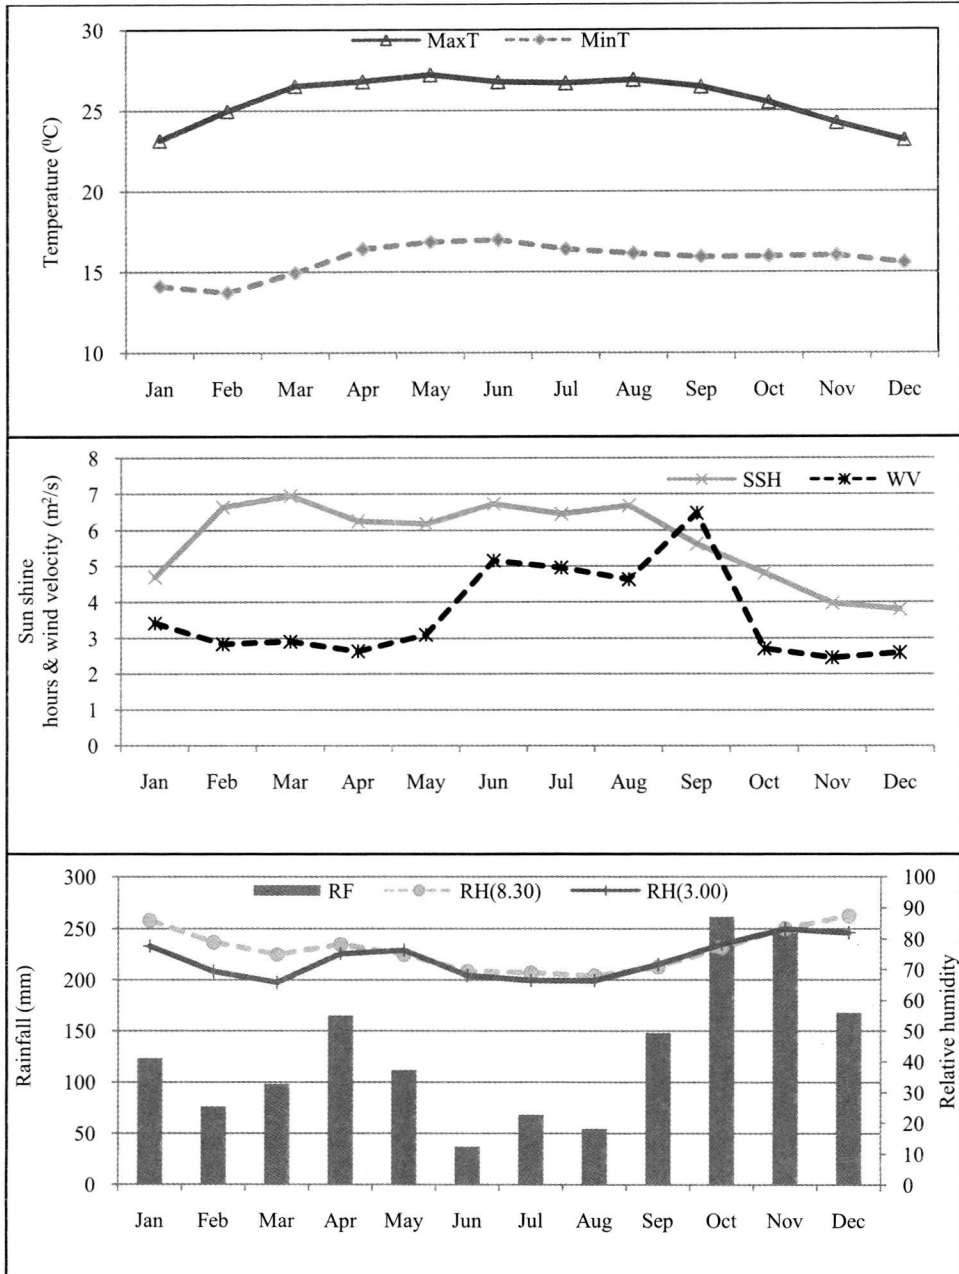 30
MaxT MinT
25
20
15
10
Temperature (⁰C)
Jan Feb Mar Apr May Jun Jul Aug Sep Oct Nov Dec
8
SSH WV
7
6
5
4
3
2
1
0
Sun shine
hours & wind velocity (m²/s)
Jan Feb Mar Apr May Jun Jul Aug Sep Oct Nov Dec
300 100
RF RH(8.30) RH(3.00)
90
250 80
70
200
60
150 50
40
100
30
50 20
10
0 0
Rainfall (mm)
Relative humidity
Jan Feb Mar Apr May Jun Jul Aug Sep Oct Nov Dec